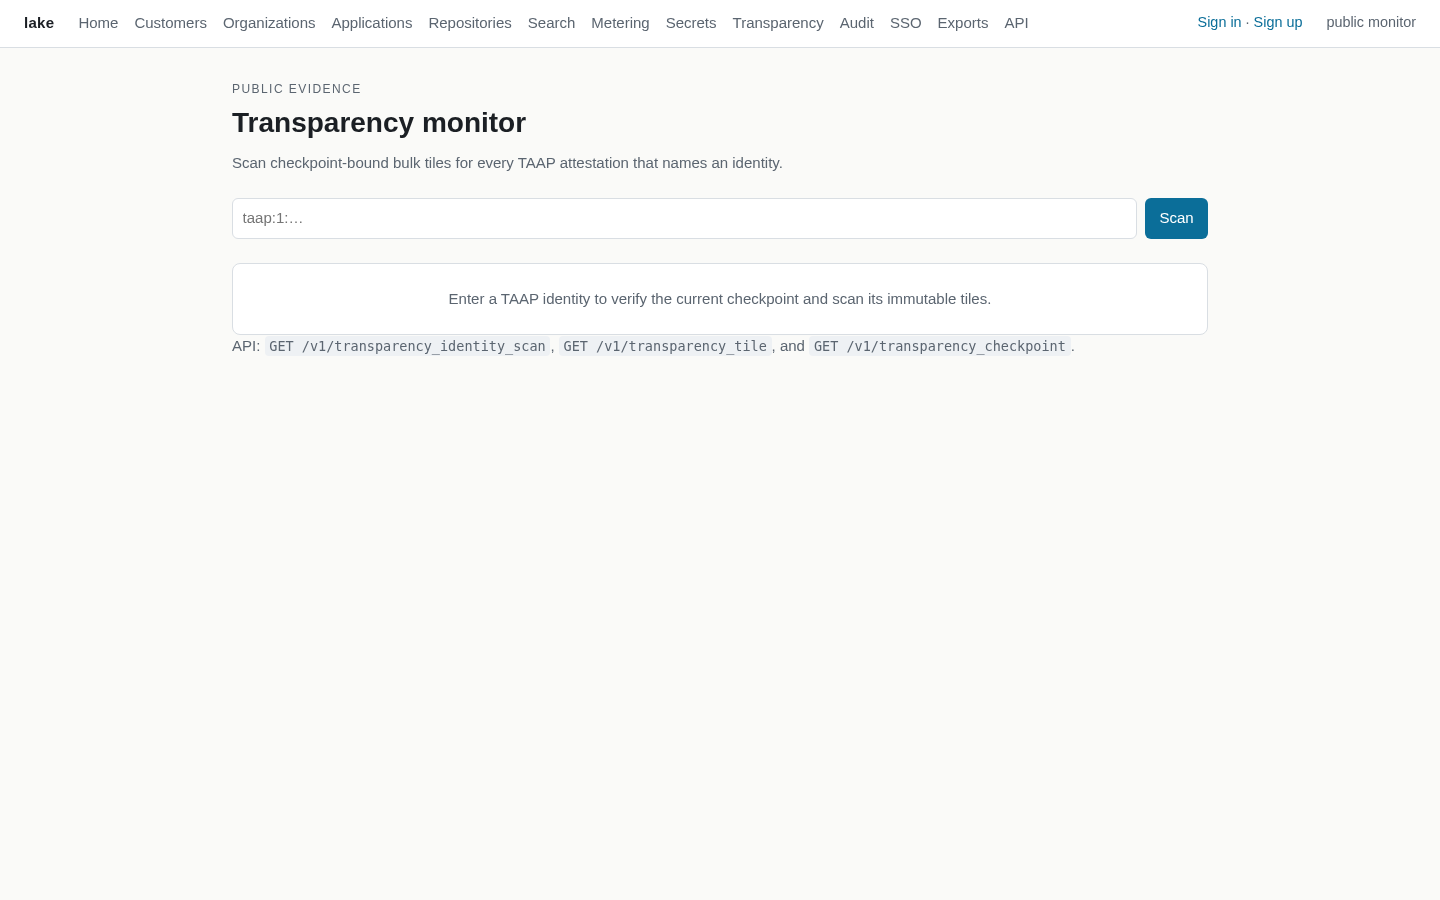 lake Home Customers Organizations Applications Repositories Search Metering Secrets Transparency Audit SSO Exports API Sign in · Sign up public monitor
PUBLIC EVIDENCE
Transparency monitor
Scan checkpoint-bound bulk tiles for every TAAP attestation that names an identity.
taap:1:… Scan
Enter a TAAP identity to verify the current checkpoint and scan its immutable tiles.
API: GET /v1/transparency_identity_scan, GET /v1/transparency_tile, and GET /v1/transparency_checkpoint.